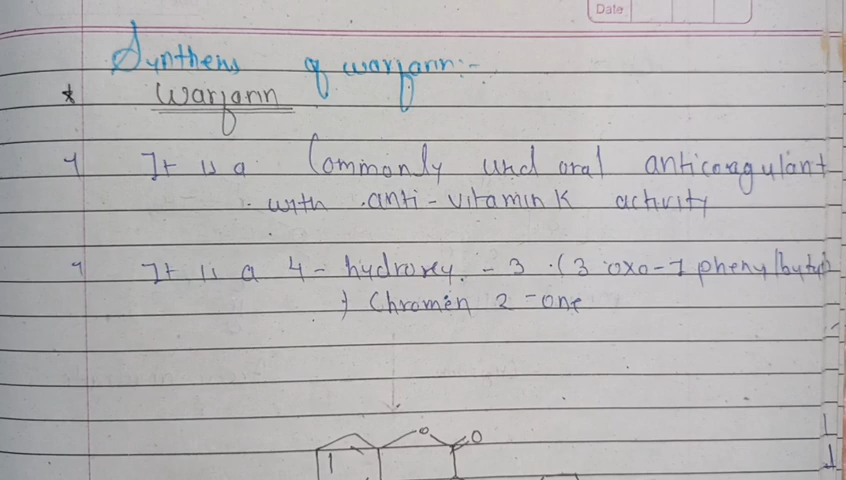 Date
Synthesis of warfarin:-
* Warfarin
It is a Commonly used oral anticoagulant
with anti-vitamin K activity
It is a 4-hydroxy-3-(3 oxo-1 phenylbutyl
) Chromen 2-one
O
O